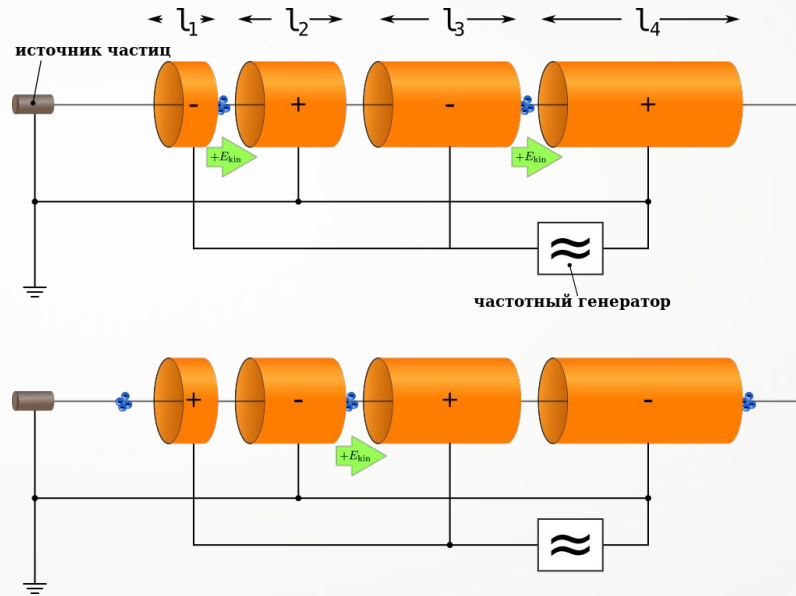 l₁ l₂ l₃ l₄
источник частиц
- + - +
+Eₖᵢₙ +Eₖᵢₙ
≈
частотный генератор
+ - + -
+Eₖᵢₙ
≈